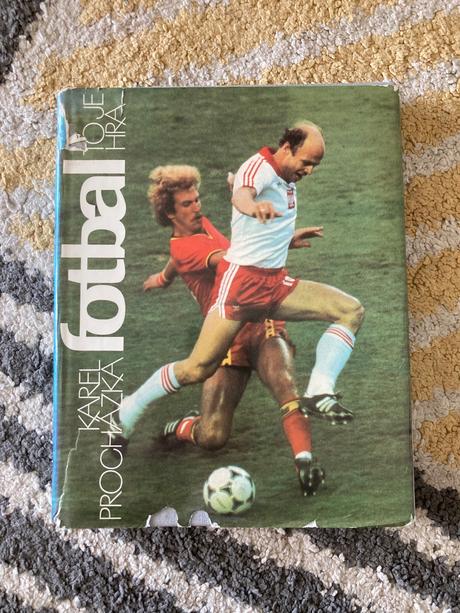 KAREL
PROCHÁZKA
fotbal
TO JE
HRA